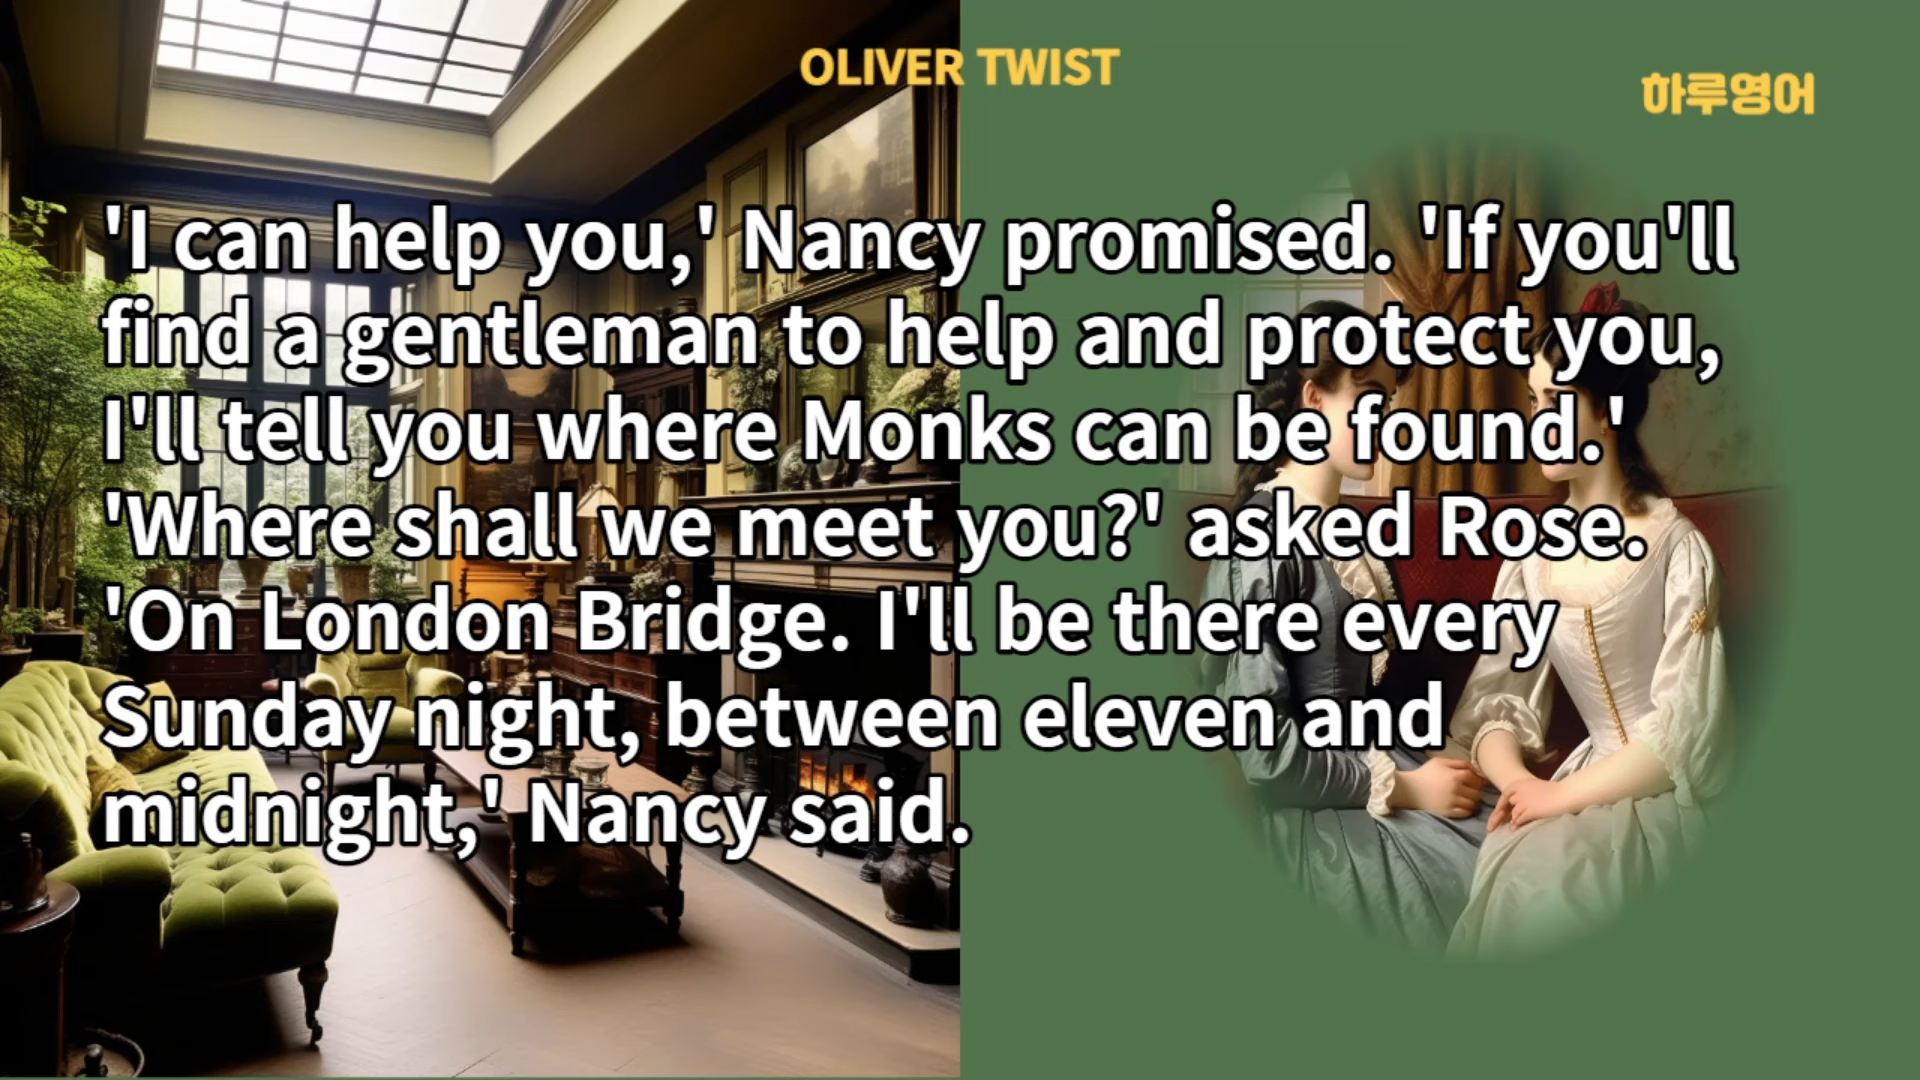 OLIVER TWIST
하루영어
'I can help you,' Nancy promised. 'If you'll
find a gentleman to help and protect you,
I'll tell you where Monks can be found.'
'Where shall we meet you?' asked Rose.
'On London Bridge. I'll be there every
Sunday night, between eleven and
midnight,' Nancy said.